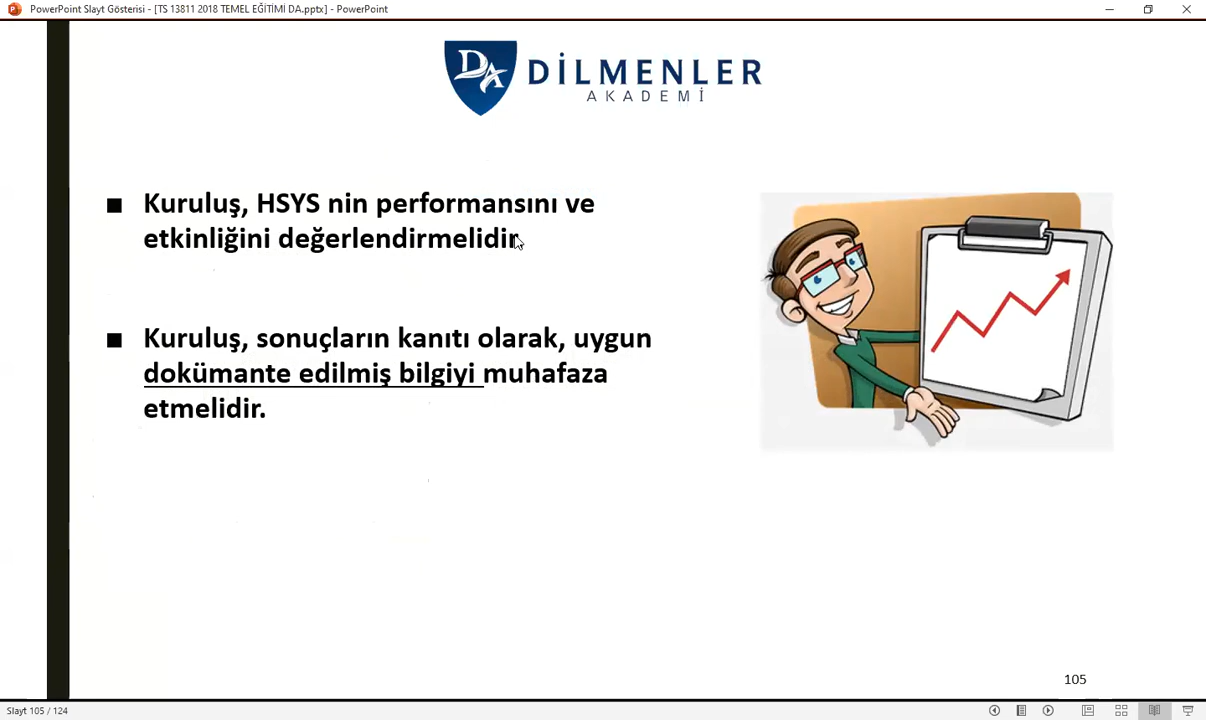 PowerPoint Slayt Gösterisi - [TS 13811 2018 TEMEL EĞİTİMİ DA.pptx] - PowerPoint
DA DİLMENLER
AKADEMİ
■ Kuruluş, HSYS nin performansını ve
etkinliğini değerlendirmelidir.
■ Kuruluş, sonuçların kanıtı olarak, uygun
dokümante edilmiş bilgiyi muhafaza
etmelidir.
105
Slayt 105 / 124